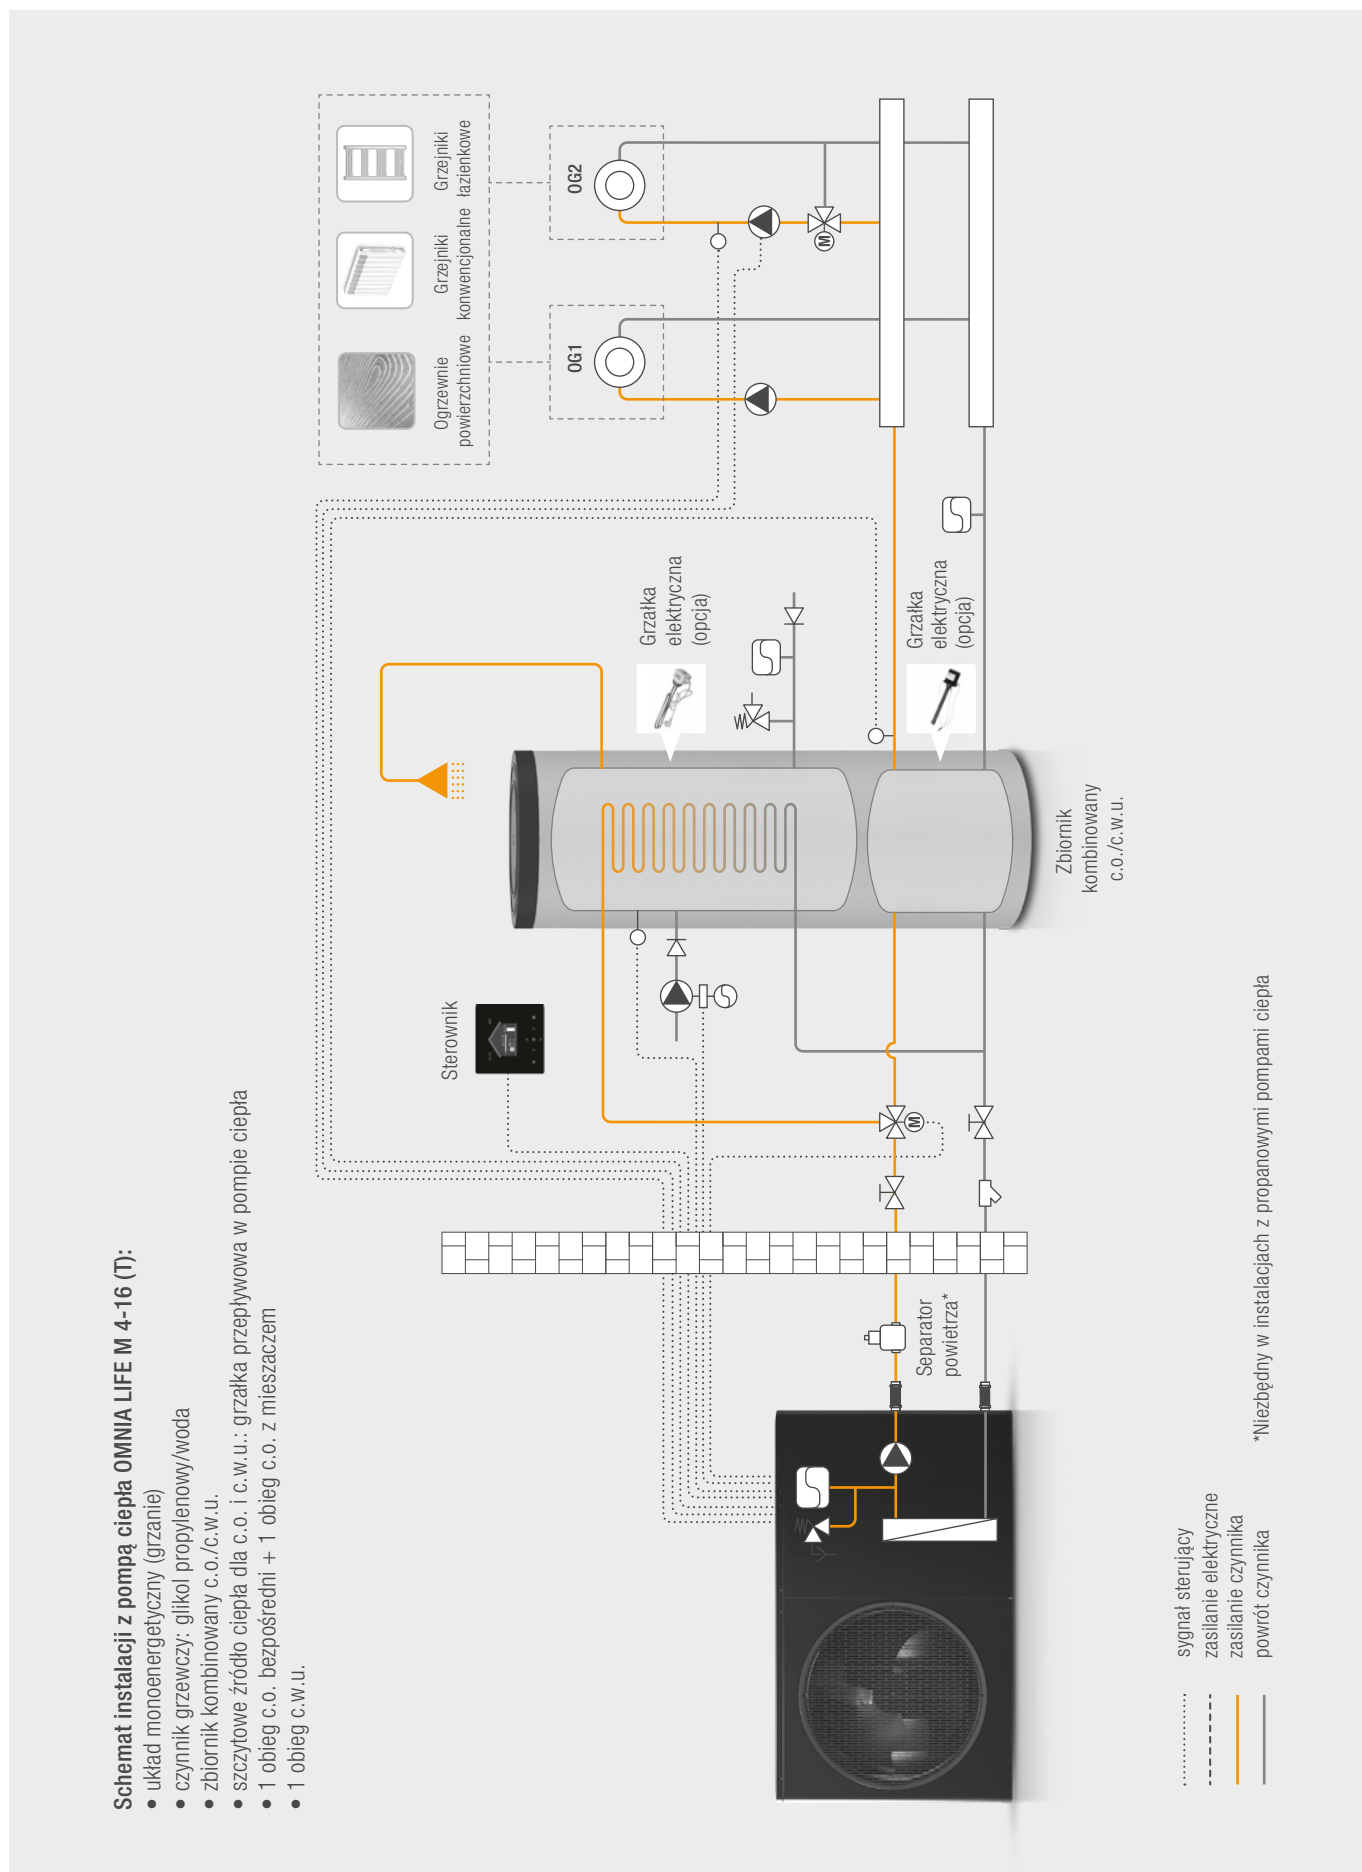 Schemat instalacji z pompą ciepła OMNIA LIFE M 4-16 (T):
• układ monoenergetyczny (grzanie)
• czynnik grzewczy: glikol propylenowy/woda
• zbiornik kombinowany c.o./c.w.u.
• szczytowe źródło ciepła dla c.o. i c.w.u.: grzałka przepływowa w pompie ciepła
• 1 obieg c.o. bezpośredni + 1 obieg c.o. z mieszaczem
• 1 obieg c.w.u.
Ogrzewnie
powierzchniowe
Grzejniki
konwencjonalne
Grzejniki
łazienkowe
OG1
OG2
M
Sterownik
Grzałka
elektryczna
(opcja)
Grzałka
elektryczna
(opcja)
M
Separator
powietrza*
Zbiornik
kombinowany
c.o./c.w.u.
sygnał sterujący
zasilanie elektryczne
zasilanie czynnika
powrót czynnika
*Niezbędny w instalacjach z propanowymi pompami ciepła